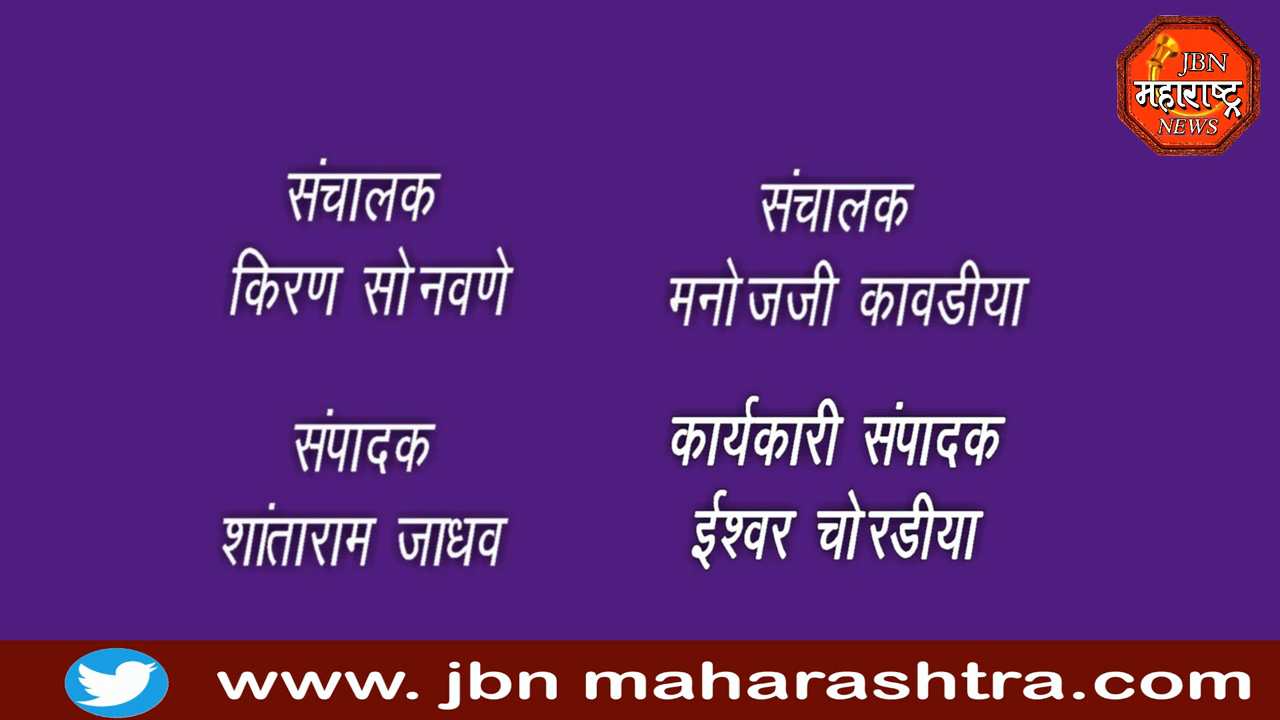 JBN
महाराष्ट्र
NEWS
संचालक
किरण सोनवणे
संचालक
मनोजजी कावडीया
संपादक
शांताराम जाधव
कार्यकारी संपादक
ईश्वर चोरडीया
www. jbn maharashtra.com